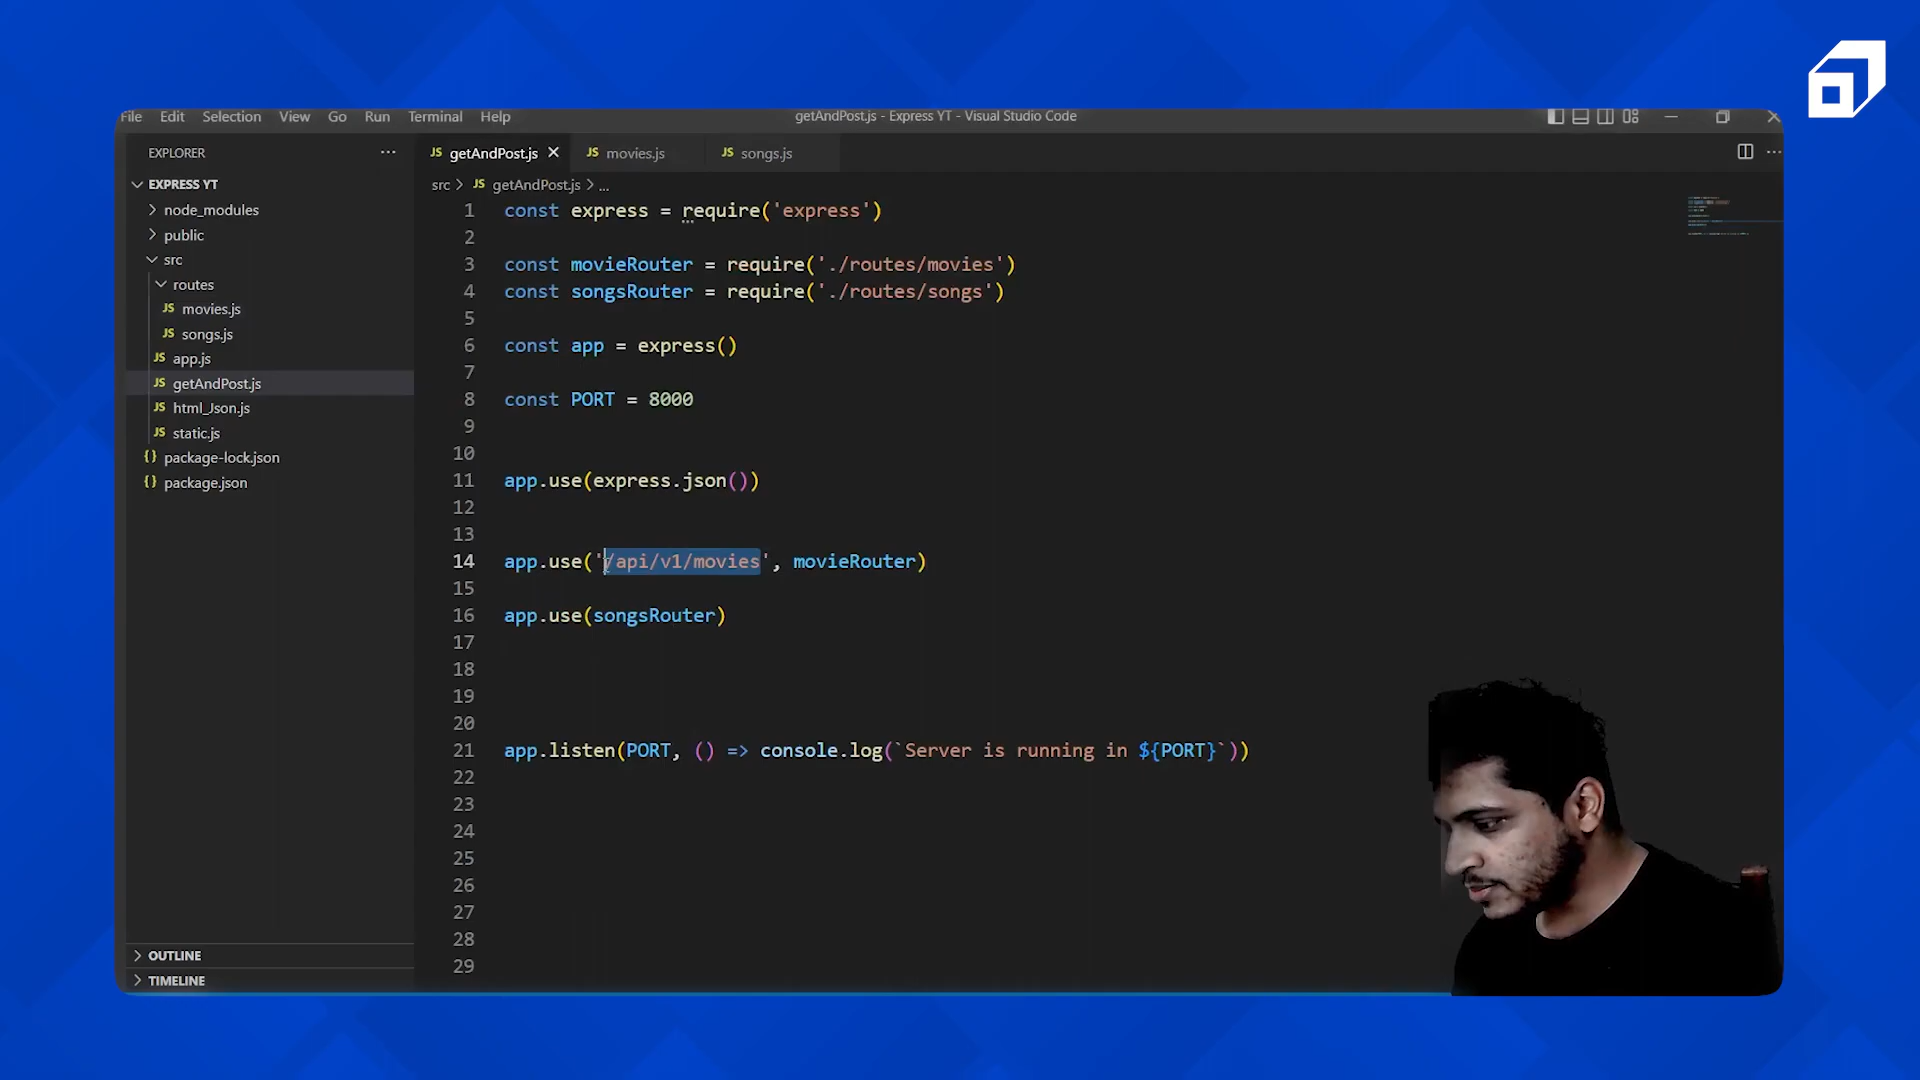 File Edit Selection View Go Run Terminal Help
getAndPost.js - Express YT - Visual Studio Code
EXPLORER
EXPRESS YT
node_modules
public
src
routes
JS movies.js
JS songs.js
JS app.js
JS getAndPost.js
JS html_Json.js
JS static.js
{} package-lock.json
{} package.json
OUTLINE
TIMELINE
JS getAndPost.js
JS movies.js
JS songs.js
src > JS getAndPost.js > ...
1 const express = require('express')
2
3 const movieRouter = require('./routes/movies')
4 const songsRouter = require('./routes/songs')
5
6 const app = express()
7
8 const PORT = 8000
9
10
11 app.use(express.json())
12
13
14 app.use('/api/v1/movies', movieRouter)
15
16 app.use(songsRouter)
17
18
19
20
21 app.listen(PORT, () => console.log(`Server is running in ${PORT}`))
22
23
24
25
26
27
28
29